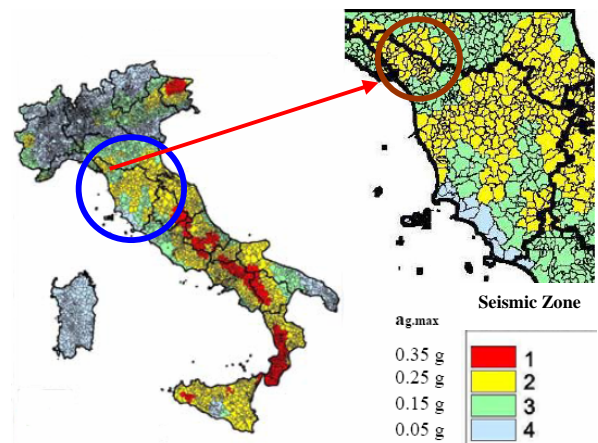 Seismic Zone
ag.max
0.35 g 1
0.25 g 2
0.15 g 3
0.05 g 4